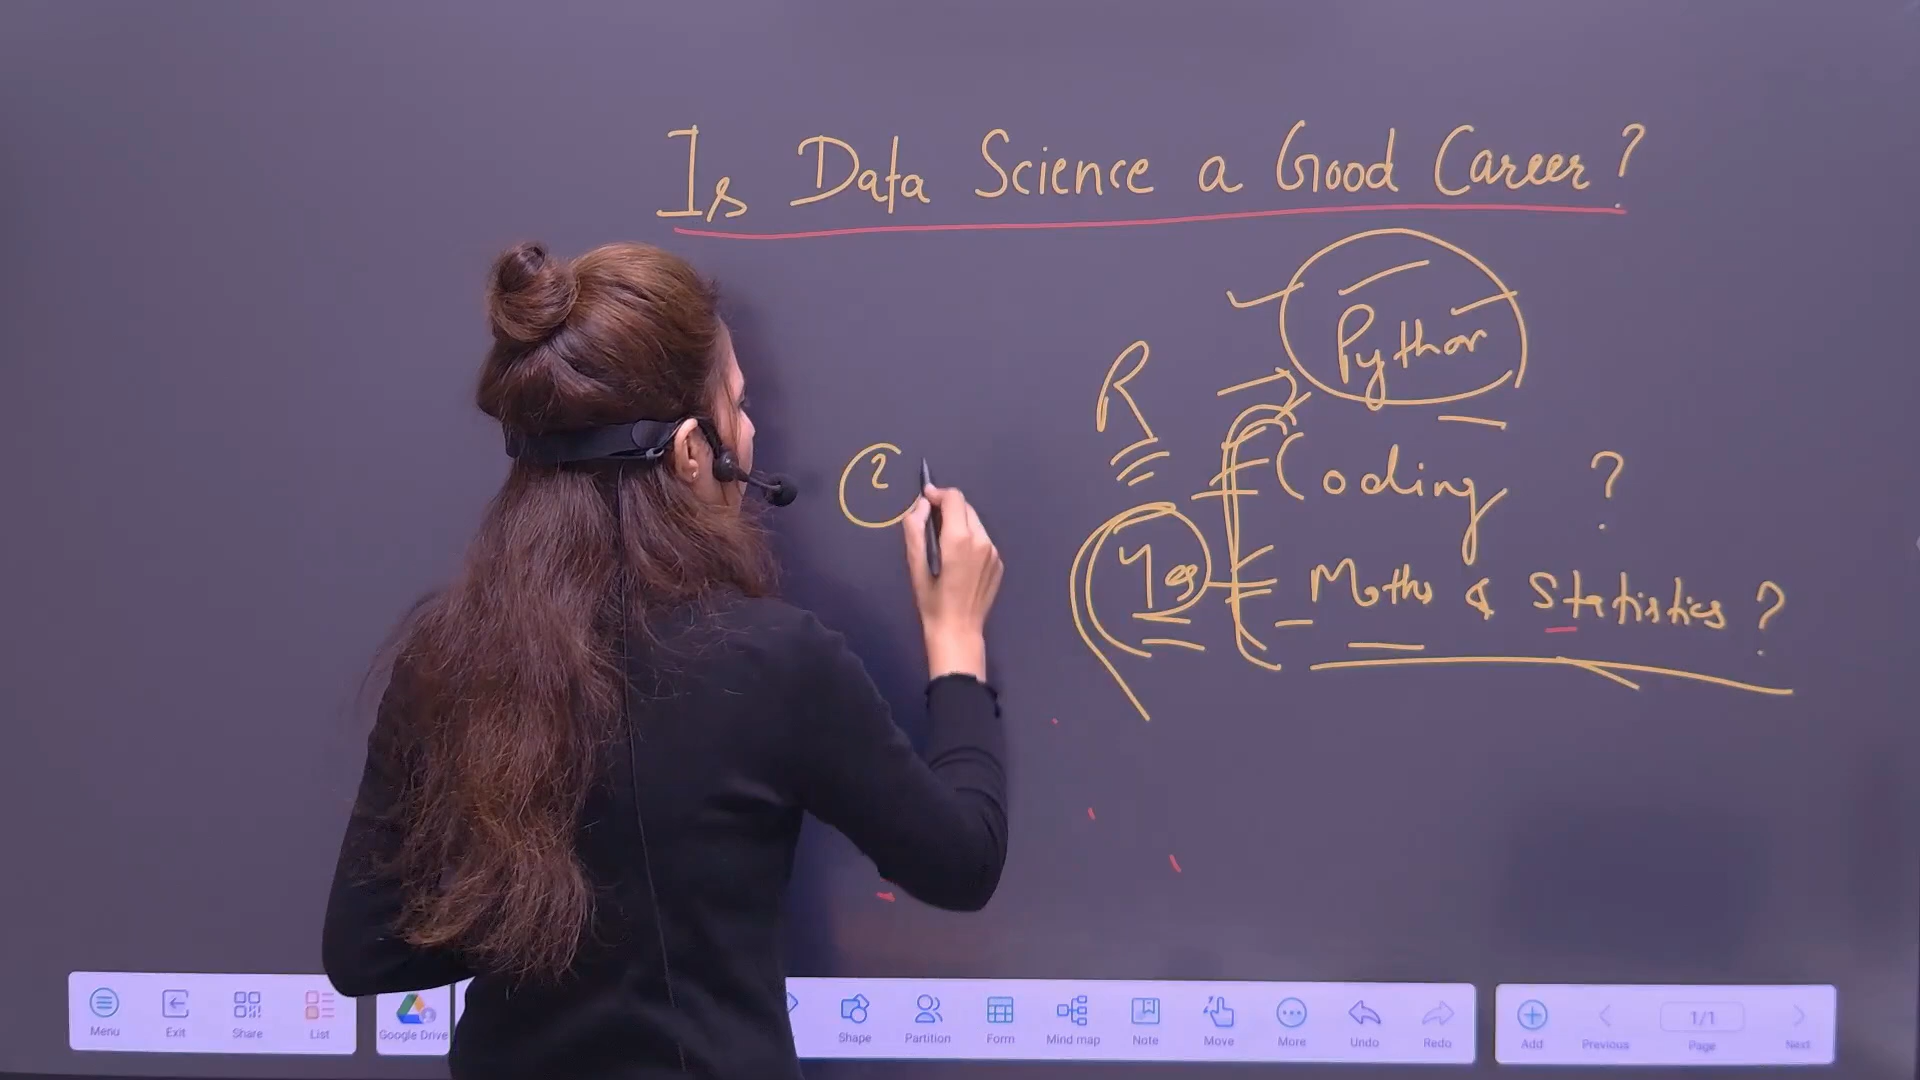 Is Data Science a Good Career?
Python
R
Coding ?
2
Yes
Maths & Statistics ?
Menu Exit Share List Google Drive Shape Partition Form Mind map Note Move More Undo Redo Add Previous 1/1 Page Next